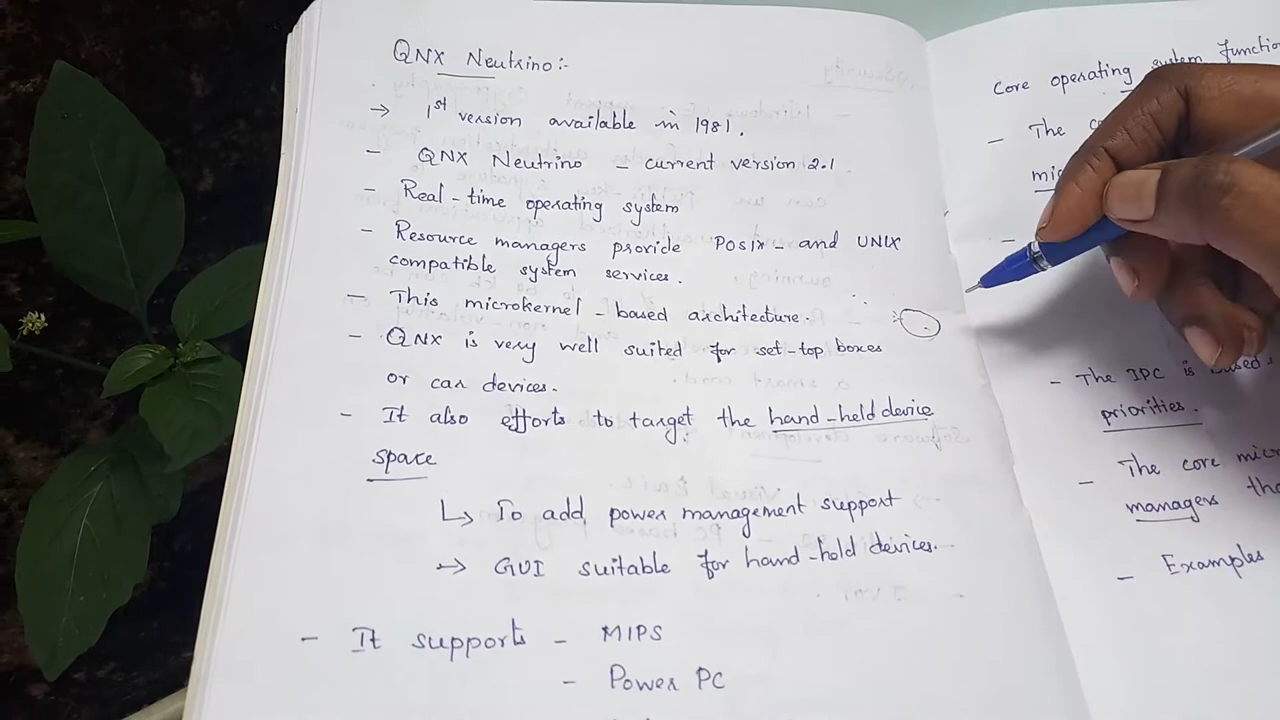 QNX Neutrino:-
→ 1st version available in 1981.
- QNX Neutrino - current version 2.1
- Real-time operating system
- Resource managers provide POSIX- and UNIX
compatible system services.
- This microkernel-based architecture.
- QNX is very well suited for set-top boxes
or car devices.
- It also efforts to target the hand-held device
space
↳ To add power management support
→ GUI suitable for hand-held devices.
- It supports - MIPS
- Power PC
Core operating system function
- The
- The IPC is based
priorities.
- The core
managers
- Examples